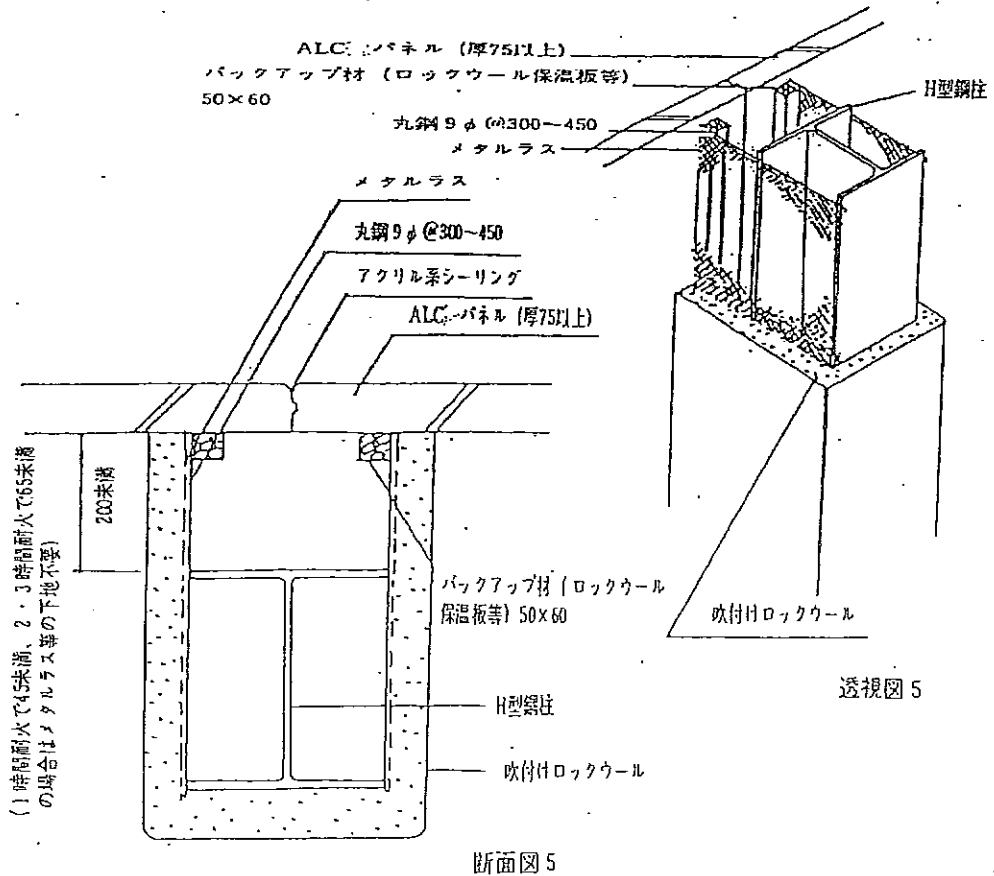 ALCパネル (厚75以上)
バックアップ材 (ロックウール保温板等)
50×60
丸鋼9φ@300~450
メタルラス
H型鋼柱
メタルラス
丸鋼9φ@300~450
アクリル系シーリング
ALCパネル (厚75以上)
200未満
(1時間耐火で45未満、2・3時間耐火で65未満
の場合はメタルラス等の下地不要)
バックアップ材 (ロックウール
保温板等) 50×60
H型鋼柱
吹付けロックウール
吹付けロックウール
透視図5
断面図5